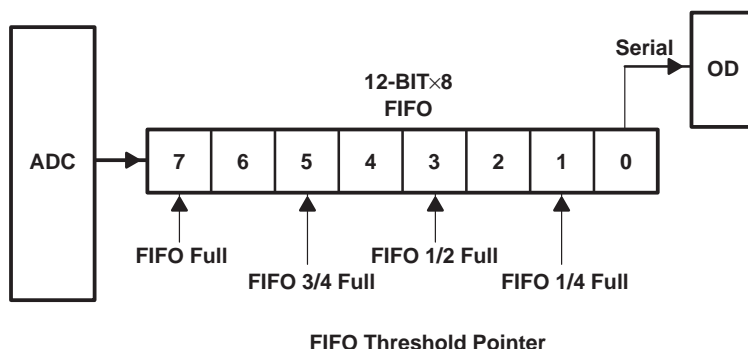 Serial
OD
12-BIT×8
FIFO
ADC
7 6 5 4 3 2 1 0
FIFO Full
FIFO 1/2 Full
FIFO 3/4 Full
FIFO 1/4 Full
FIFO Threshold Pointer